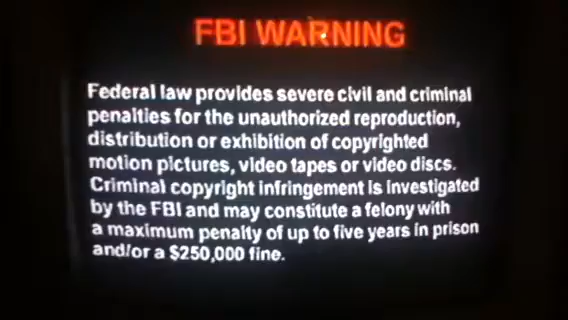 FBI WARNING
Federal law provides severe civil and criminal
penalties for the unauthorized reproduction,
distribution or exhibition of copyrighted
motion pictures, video tapes or video discs.
Criminal copyright infringement is investigated
by the FBI and may constitute a felony with
a maximum penalty of up to five years in prison
and/or a $250,000 fine.